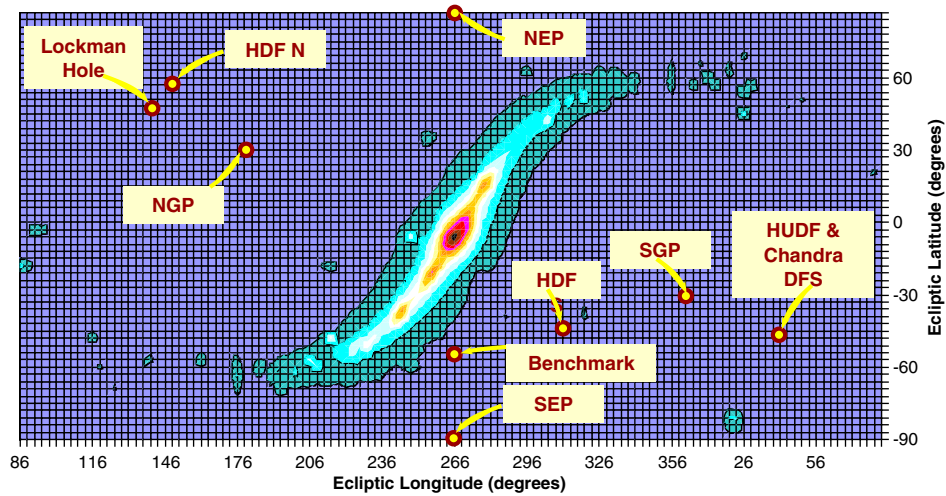 NEP
Lockman
Hole
HDF N
NGP
HDF
SGP
HUDF &
Chandra
DFS
Benchmark
SEP
60
30
0
-30
-60
-90
Ecliptic Latitude (degrees)
86 116 146 176 206 236 266 296 326 356 26 56
Ecliptic Longitude (degrees)